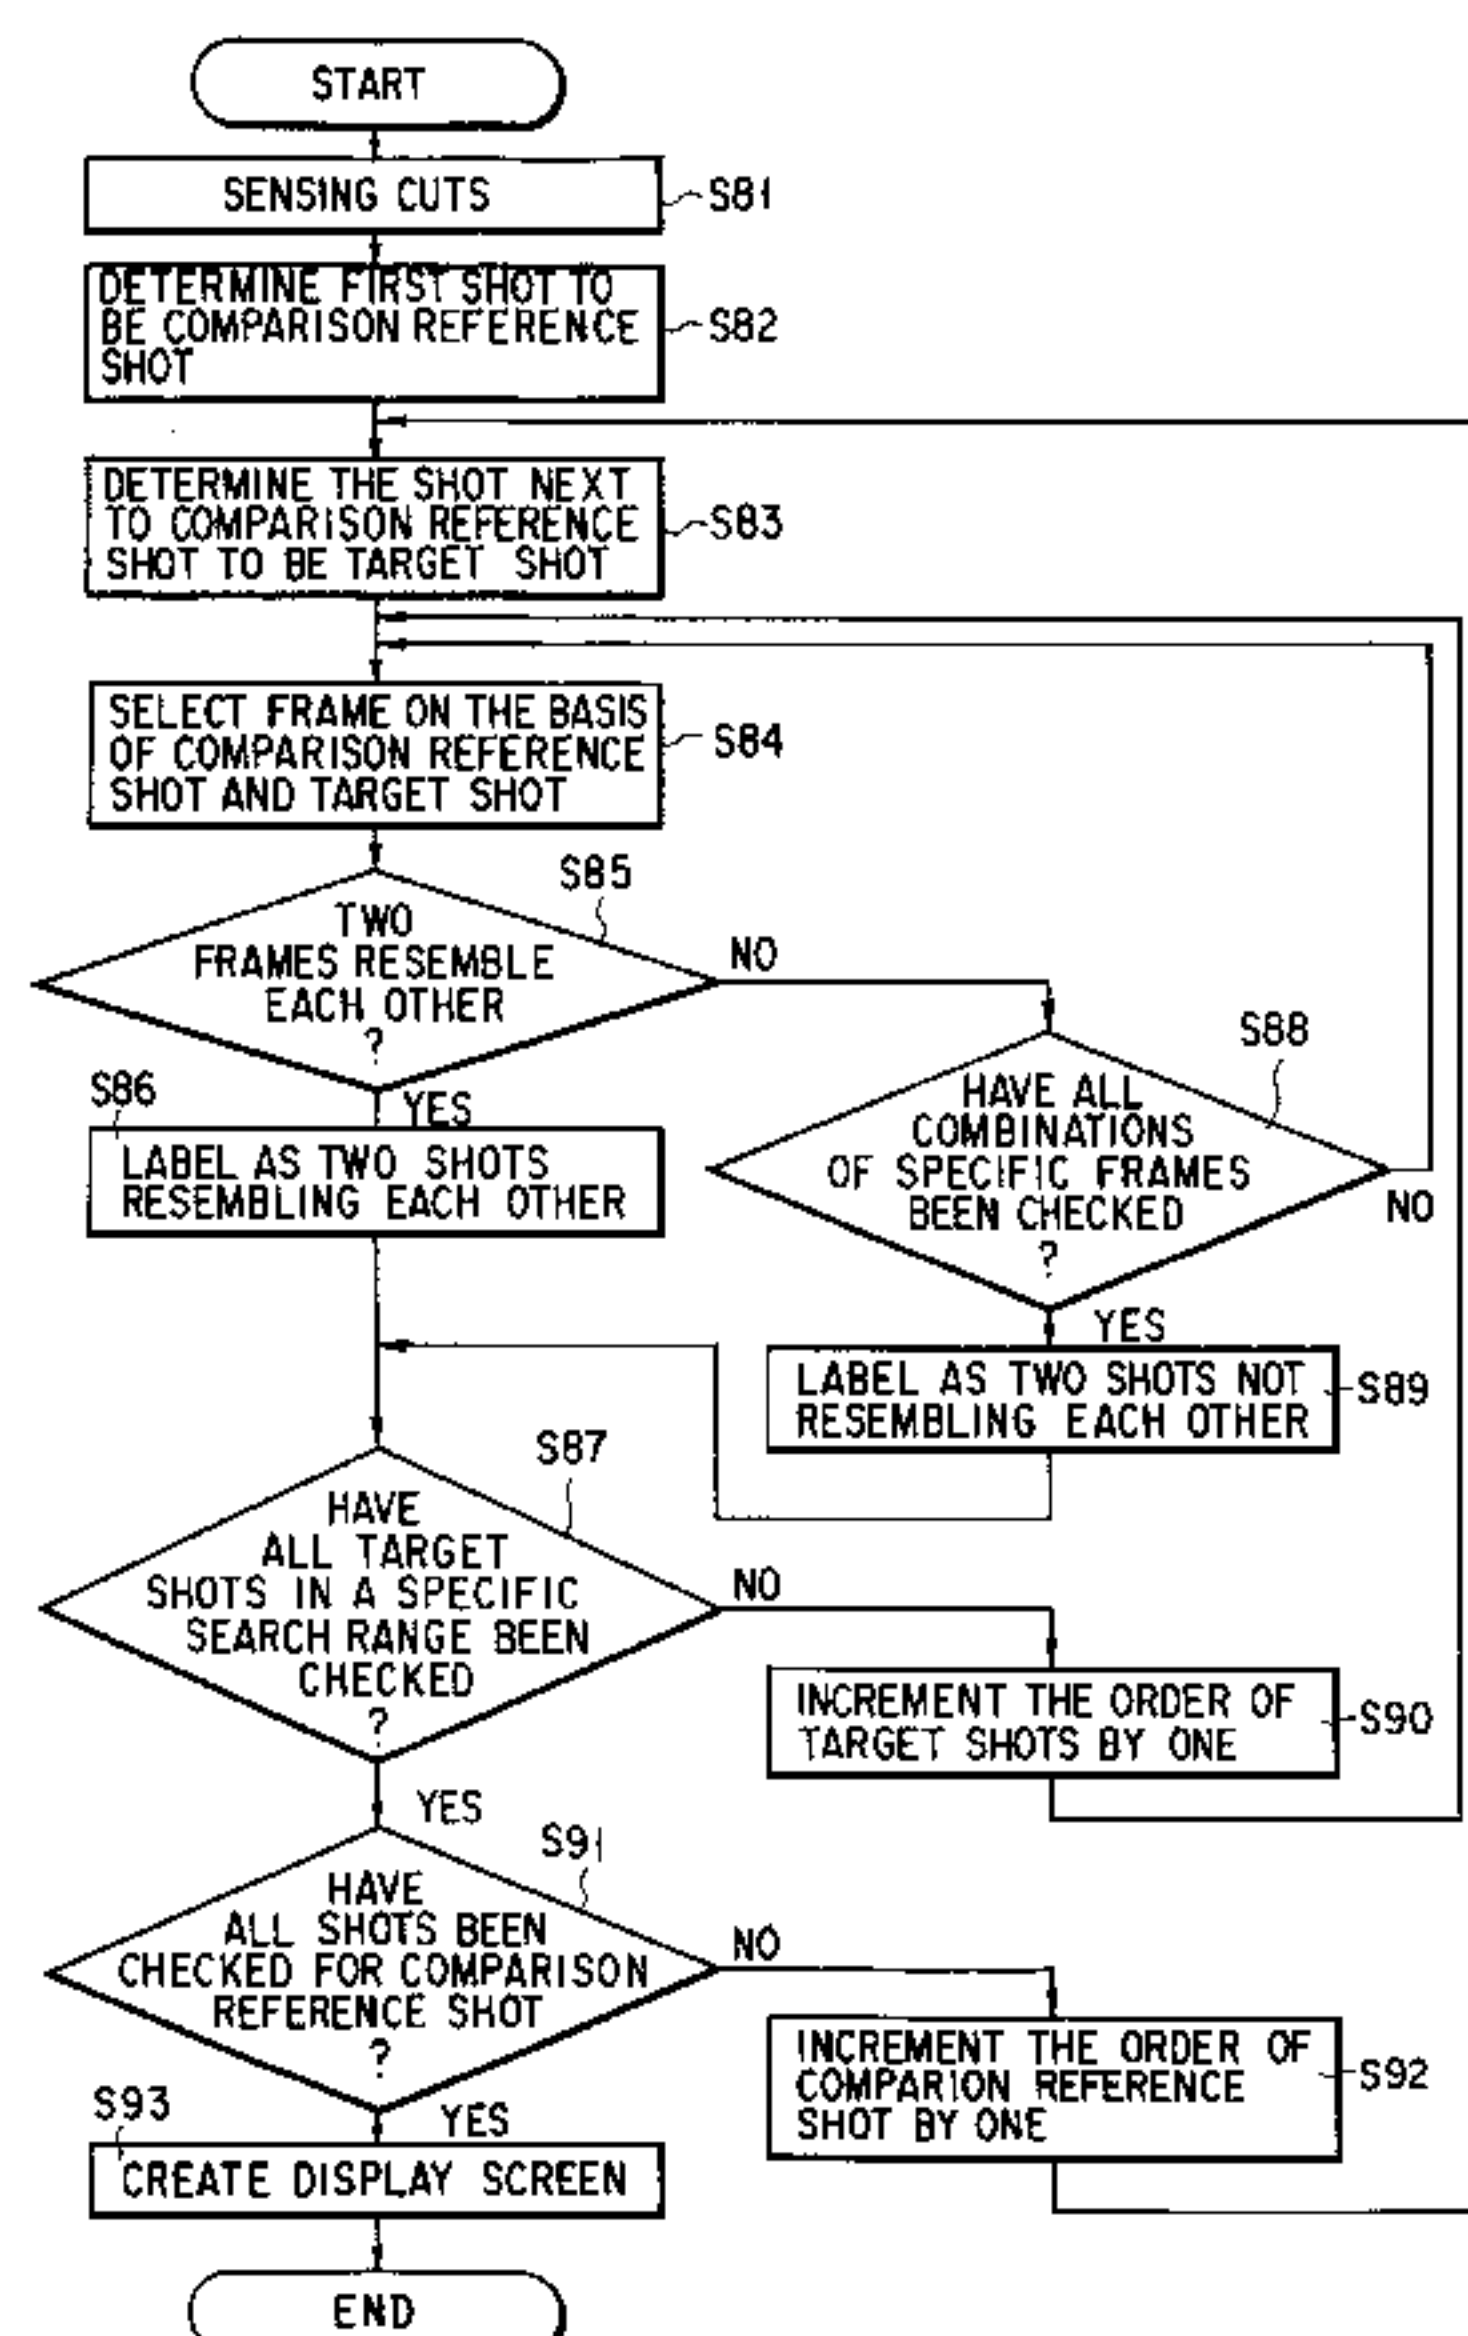 START
SENSING CUTS
S81
DETERMINE FIRST SHOT TO
BE COMPARISON REFERENCE
SHOT
S82
DETERMINE THE SHOT NEXT
TO COMPARISON REFERENCE
SHOT TO BE TARGET SHOT
S83
SELECT FRAME ON THE BASIS
OF COMPARISON REFERENCE
SHOT AND TARGET SHOT
S84
S85
TWO
FRAMES RESEMBLE
EACH OTHER
?
NO
YES
S86
LABEL AS TWO SHOTS
RESEMBLING EACH OTHER
S88
HAVE ALL
COMBINATIONS
OF SPECIFIC FRAMES
BEEN CHECKED
?
NO
YES
LABEL AS TWO SHOTS NOT
RESEMBLING EACH OTHER
S89
S87
HAVE
ALL TARGET
SHOTS IN A SPECIFIC
SEARCH RANGE BEEN
CHECKED
?
NO
INCREMENT THE ORDER OF
TARGET SHOTS BY ONE
S90
YES
S91
HAVE
ALL SHOTS BEEN
CHECKED FOR COMPARISON
REFERENCE SHOT
?
NO
INCREMENT THE ORDER OF
COMPARION REFERENCE
SHOT BY ONE
S92
YES
S93
CREATE DISPLAY SCREEN
END